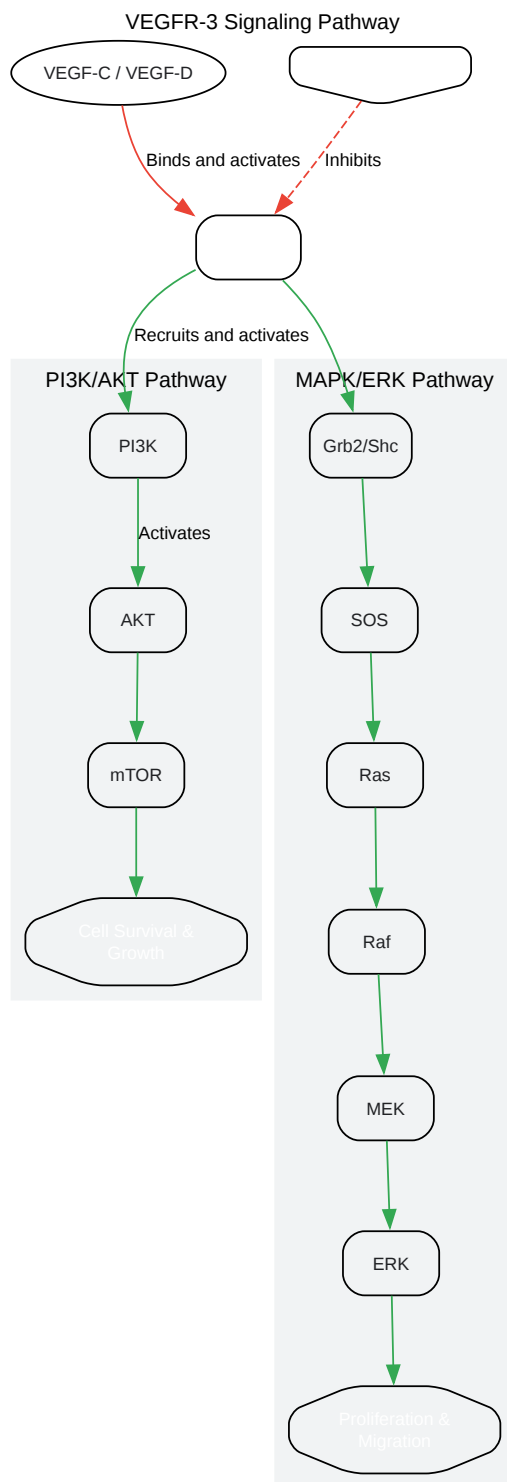 VEGFR-3 Signaling Pathway
VEGF-C / VEGF-D
Binds and activates
Inhibits
Recruits and activates
PI3K/AKT Pathway
MAPK/ERK Pathway
PI3K
Grb2/Shc
Activates
AKT
SOS
mTOR
Ras
Cell Survival &
Growth
Raf
MEK
ERK
Proliferation &
Migration